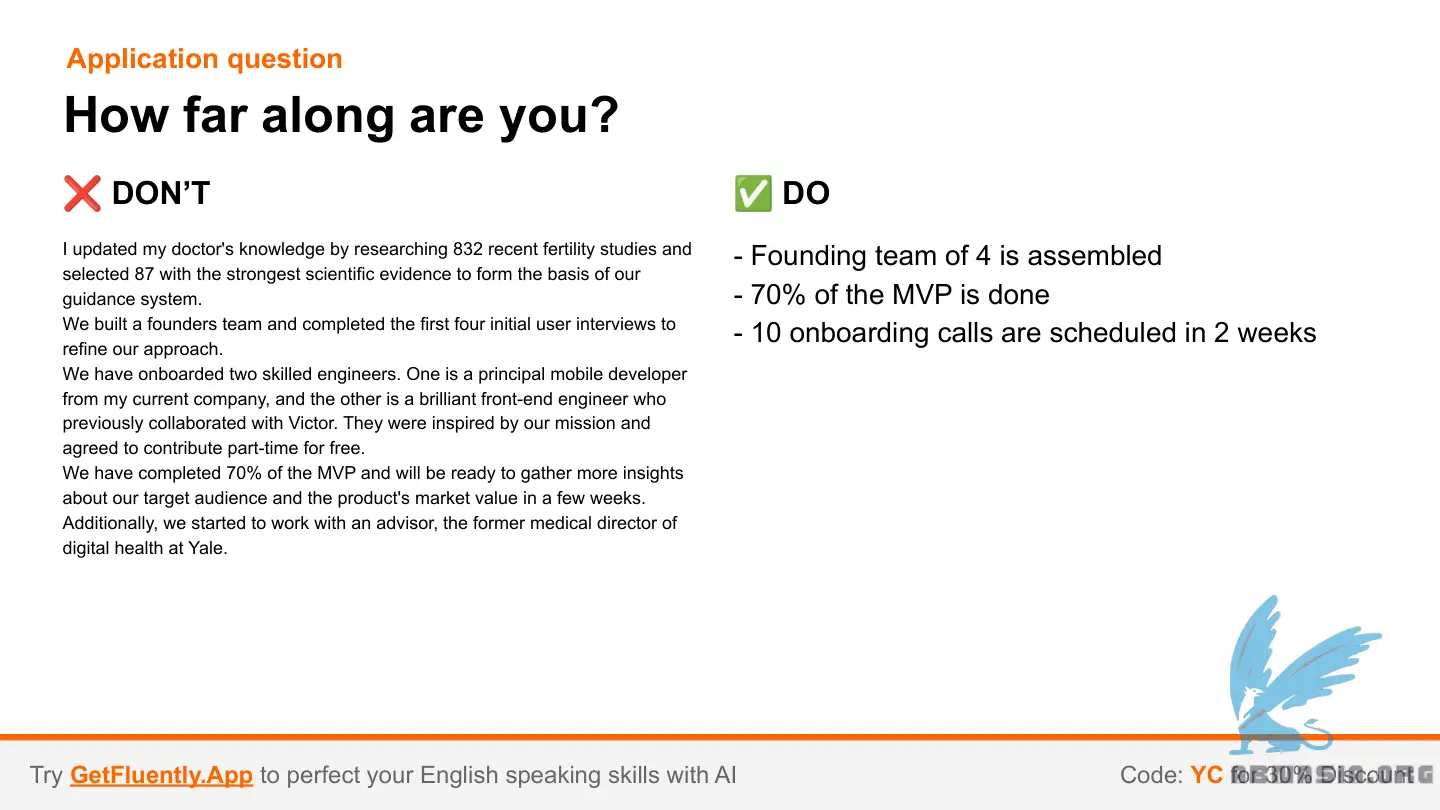 Application question
How far along are you?
❌ DON’T
I updated my doctor's knowledge by researching 832 recent fertility studies and
selected 87 with the strongest scientific evidence to form the basis of our
guidance system.
We built a founders team and completed the first four initial user interviews to
refine our approach.
We have onboarded two skilled engineers. One is a principal mobile developer
from my current company, and the other is a brilliant front-end engineer who
previously collaborated with Victor. They were inspired by our mission and
agreed to contribute part-time for free.
We have completed 70% of the MVP and will be ready to gather more insights
about our target audience and the product's market value in a few weeks.
Additionally, we started to work with an advisor, the former medical director of
digital health at Yale.
✅ DO
- Founding team of 4 is assembled
- 70% of the MVP is done
- 10 onboarding calls are scheduled in 2 weeks
Try GetFluently.App to perfect your English speaking skills with AI
Code: YC for 30% Discount